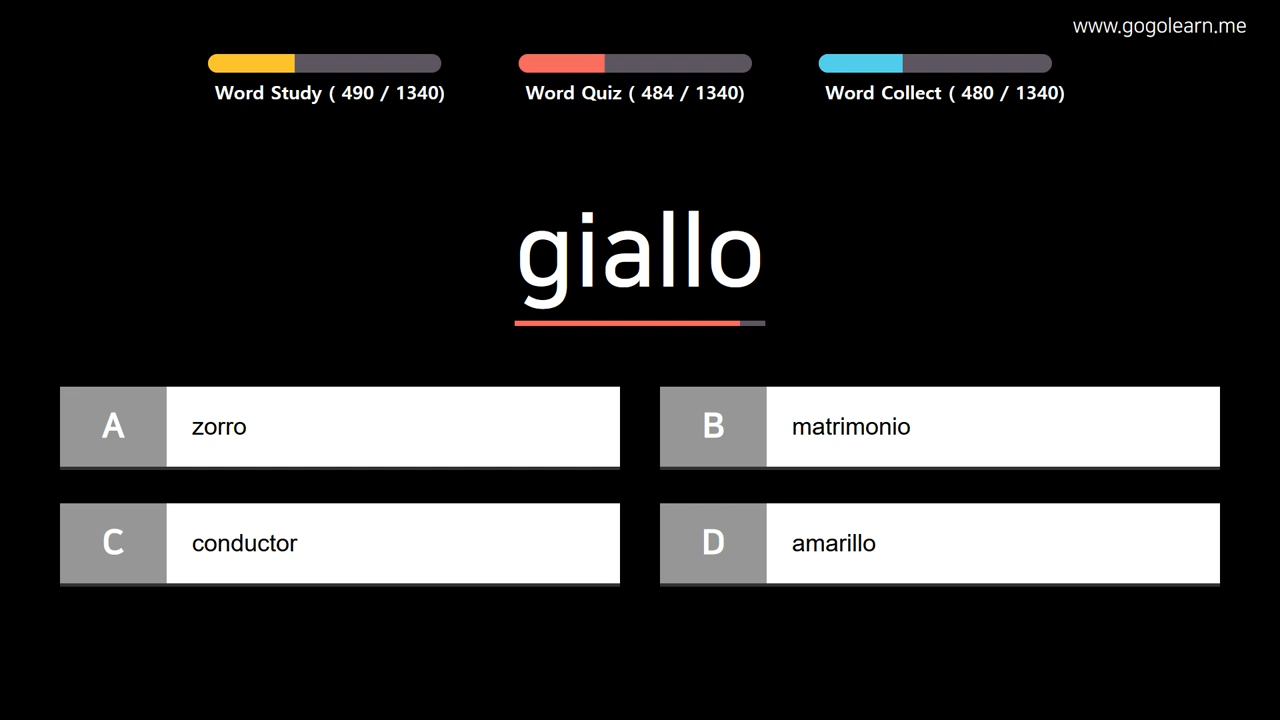 www.gogolearn.me
Word Study ( 490 / 1340)
Word Quiz ( 484 / 1340)
Word Collect ( 480 / 1340)
giallo
A zorro
B matrimonio
C conductor
D amarillo